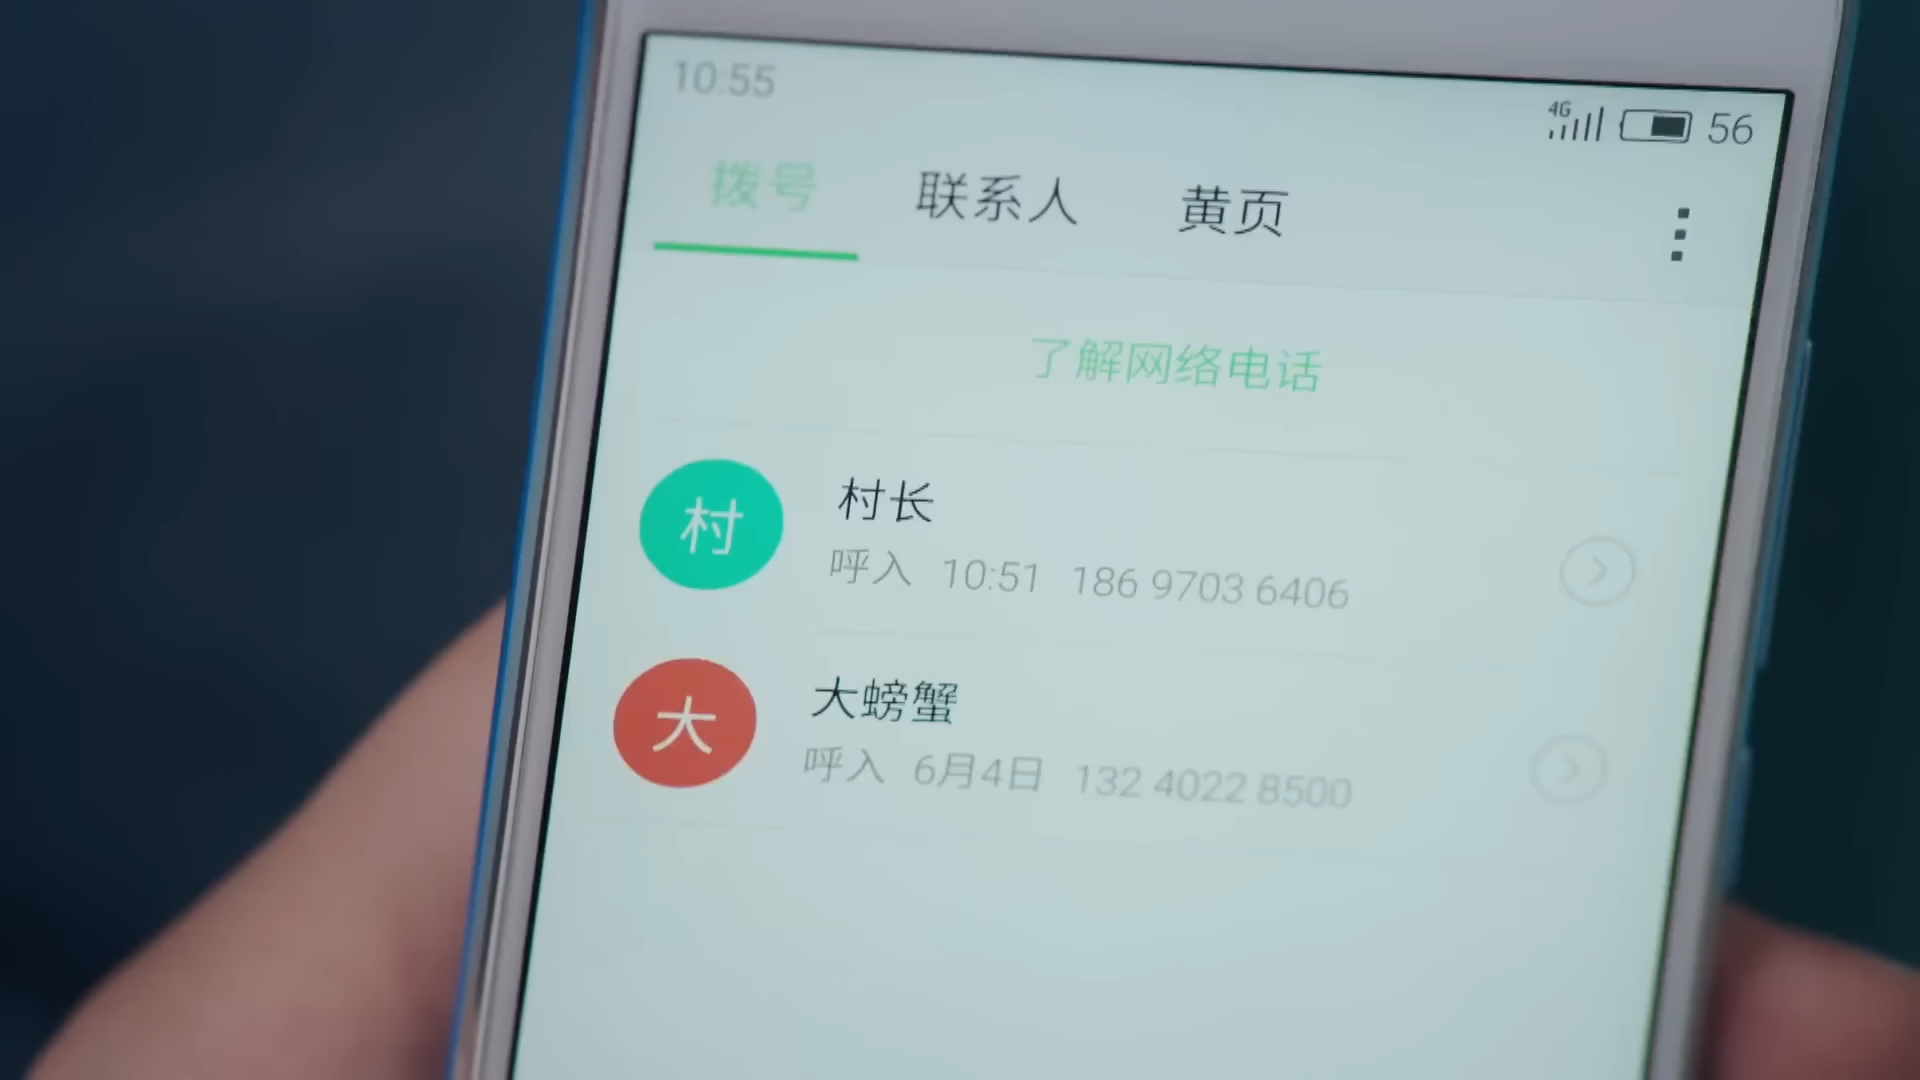 10:55
4G 56
拨号 联系人 黄页
了解网络电话
村 村长
呼入 10:51 186 9703 6406
大 大螃蟹
呼入 6月4日 132 4022 8500